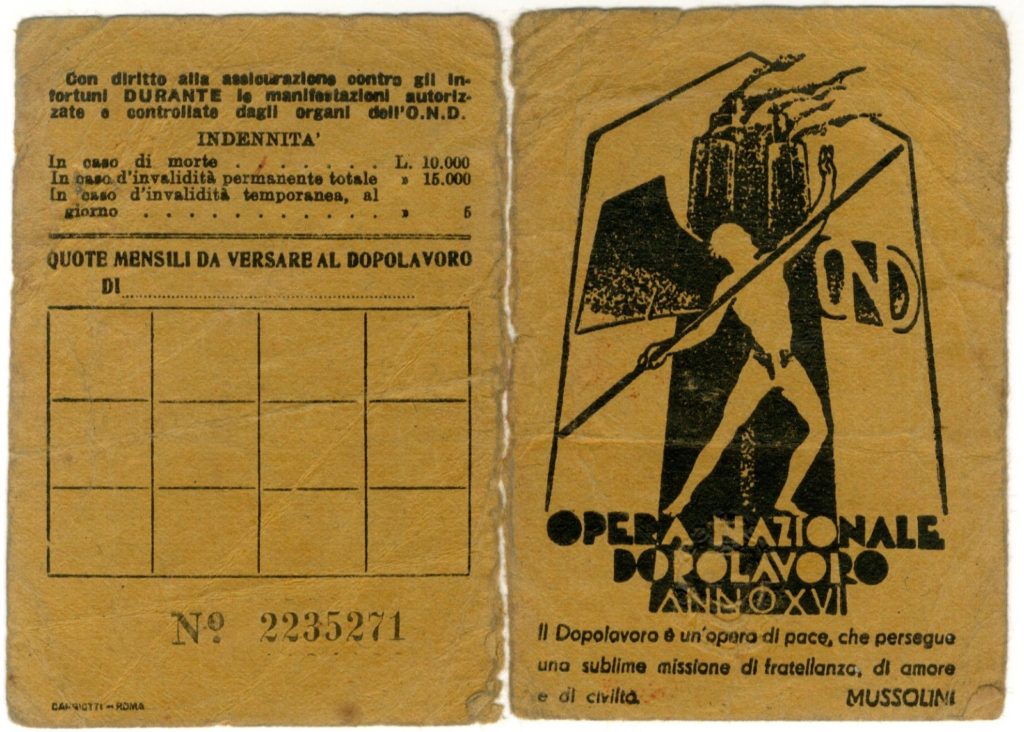 Con diritto alla assicurazione contro gli in-
fortuni DURANTE le manifestazioni autoriz-
zate e controllate dagli organi dell'O.N.D.
INDENNITA'
In caso di morte . . . . . . . L. 10.000
In caso d'invalidità permanente totale » 15.000
In caso d'invalidità temporanea, al
giorno . . . . . . . . . . . . » 5
QUOTE MENSILI DA VERSARE AL DOPOLAVORO
DI
Nº 2235271
ROMA
OND
OPERA NAZIONALE
DOPOLAVORO
ANNO XVI
Il Dopolavoro è un'opera di pace, che persegue
una sublime missione di fratellanza, di amore
e di civiltà.
MUSSOLINI